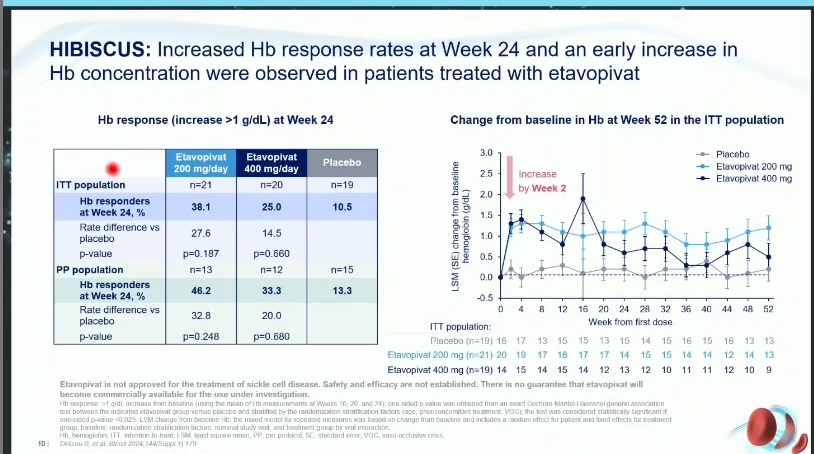 HIBISCUS: Increased Hb response rates at Week 24 and an early increase in
Hb concentration were observed in patients treated with etavopivat
Hb response (increase >1 g/dL) at Week 24
Etavopivat 200 mg/day Etavopivat 400 mg/day Placebo
ITT population n=21 n=20 n=19
Hb responders at Week 24, % 38.1 25.0 10.5
Rate difference vs placebo 27.6 14.5
p-value p=0.187 p=0.660
PP population n=13 n=12 n=15
Hb responders at Week 24, % 46.2 33.3 13.3
Rate difference vs placebo 32.8 20.0
p-value p=0.248 p=0.680
Change from baseline in Hb at Week 52 in the ITT population
LSM (SE) change from baseline
hemoglobin (g/dL)
3.0
2.5
2.0
1.5
1.0
0.5
0.0
-0.5
Increase
by Week 2
Placebo
Etavopivat 200 mg
Etavopivat 400 mg
0 4 8 12 16 20 24 28 32 36 40 44 48 52
Week from first dose
ITT population:
Placebo (n=19) 16 17 13 15 15 13 15 14 15 16 15 16 13 13
Etavopivat 200 mg (n=21) 20 19 17 18 17 17 14 15 15 14 14 12 14 13
Etavopivat 400 mg (n=19) 14 15 14 15 14 12 13 12 10 11 11 12 10 9
Etavopivat is not approved for the treatment of sickle cell disease. Safety and efficacy are not established. There is no guarantee that etavopivat will
become commercially available for the use under investigation.
Hb response: >1 g/dL increase from baseline (using the mean of Hb measurements at Weeks 16, 20, and 24); one-sided p-value was obtained from an exact Cochran-Mantel-Haenszel general association
test between the indicated etavopivat group versus placebo and stratified by the randomization stratification factors (age, phon concomitant treatment, VOC); the test was considered statistically significant if
one-sided p-value <0.025. LSM change from baseline Hb: the mixed model for repeated measures was based on change from baseline and includes a random effect for patient and fixed effects for treatment
group, baseline, randomisation stratification factors, nominal study visit, and treatment group by visit interaction.
Hb, hemoglobin; ITT, intention-to-treat; LSM, least square mean; PP, per-protocol; SE, standard error; VOC, vaso-occlusive crisis.
10 | Delicou S, et al. Blood 2024;144(Suppl 1):179.